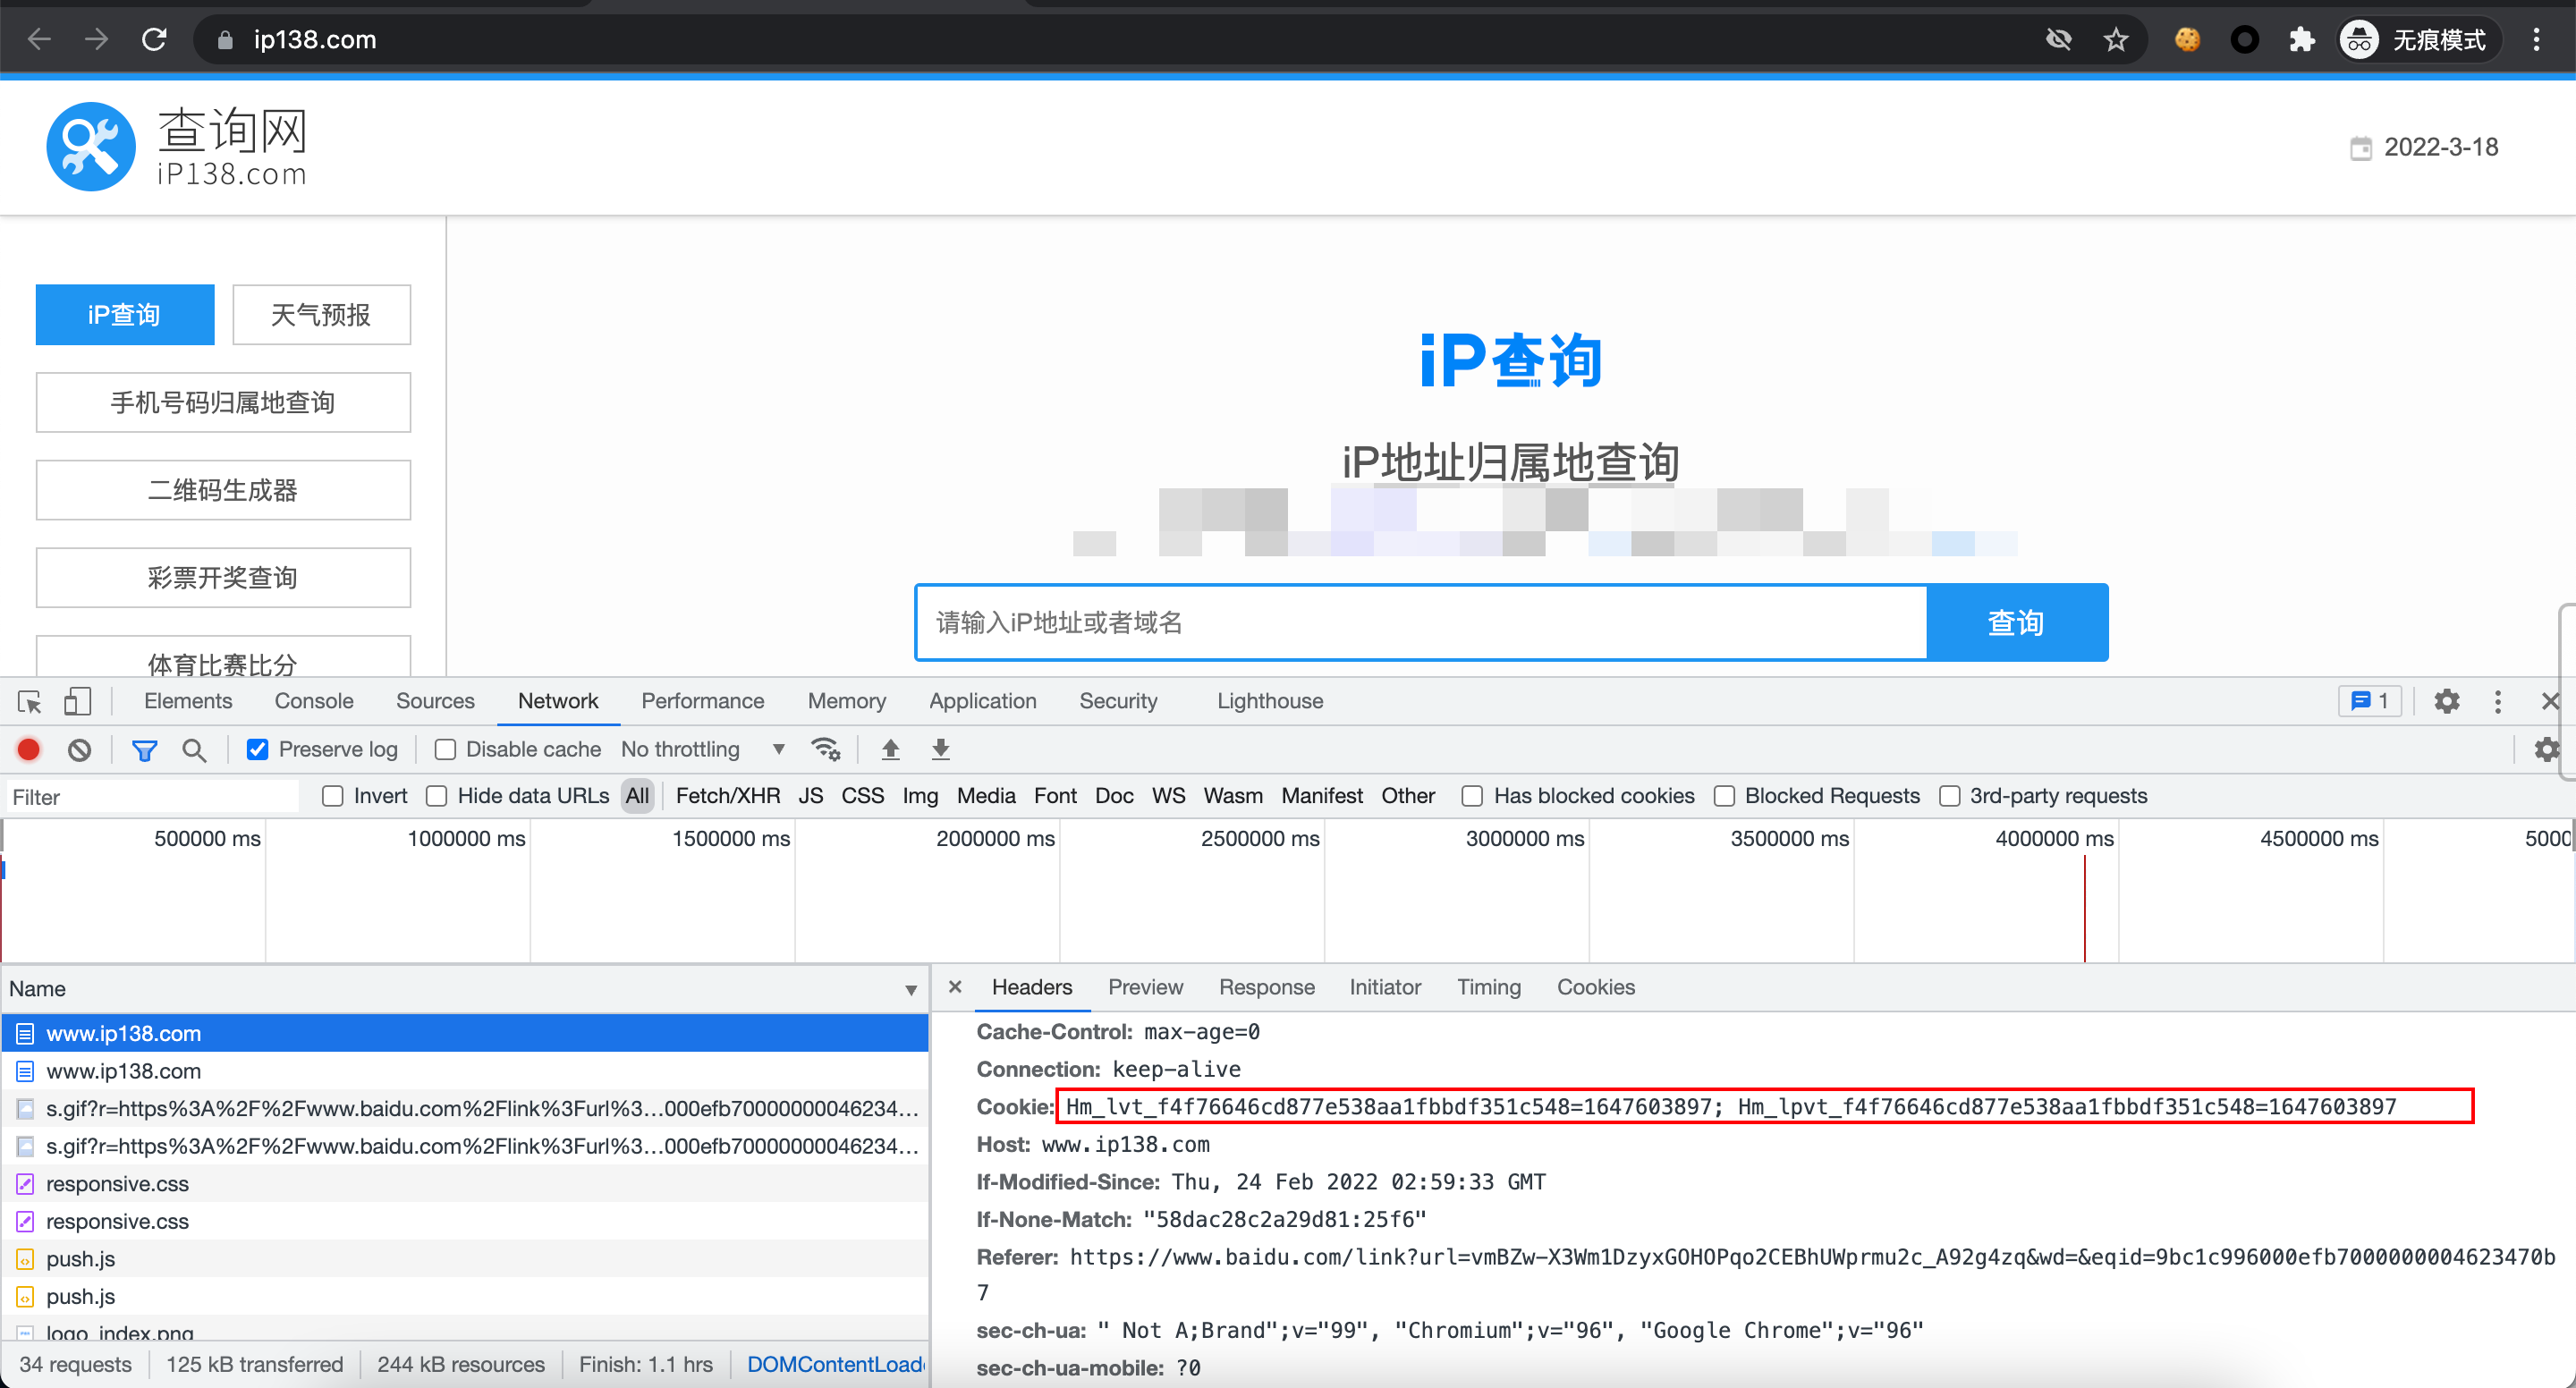 ip138.com
无痕模式
查询网
iP138.com
2022-3-18
iP查询
天气预报
手机号码归属地查询
二维码生成器
彩票开奖查询
体育比赛比分
iP查询
iP地址归属地查询
请输入iP地址或者域名
查询
Elements Console Sources Network Performance Memory Application Security Lighthouse 1
Preserve log Disable cache No throttling
Filter Invert Hide data URLs All Fetch/XHR JS CSS Img Media Font Doc WS Wasm Manifest Other Has blocked cookies Blocked Requests 3rd-party requests
500000 ms 1000000 ms 1500000 ms 2000000 ms 2500000 ms 3000000 ms 3500000 ms 4000000 ms 4500000 ms 5000
Name
www.ip138.com
www.ip138.com
s.gif?r=https%3A%2F%2Fwww.baidu.com%2Flink%3Furl%3…000efb70000000046234…
s.gif?r=https%3A%2F%2Fwww.baidu.com%2Flink%3Furl%3…000efb70000000046234…
responsive.css
responsive.css
push.js
push.js
logo_index.png
34 requests 125 kB transferred 244 kB resources Finish: 1.1 hrs DOMContentLoade
Headers Preview Response Initiator Timing Cookies
Cache-Control: max-age=0
Connection: keep-alive
Cookie: Hm_lvt_f4f76646cd877e538aa1fbbdf351c548=1647603897; Hm_lpvt_f4f76646cd877e538aa1fbbdf351c548=1647603897
Host: www.ip138.com
If-Modified-Since: Thu, 24 Feb 2022 02:59:33 GMT
If-None-Match: "58dac28c2a29d81:25f6"
Referer: https://www.baidu.com/link?url=vmBZw-X3Wm1DzyxGOHOPqo2CEBhUWprmu2c_A92g4zq&wd=&eqid=9bc1c996000efb7000000004623470b
7
sec-ch-ua: " Not A;Brand";v="99", "Chromium";v="96", "Google Chrome";v="96"
sec-ch-ua-mobile: ?0